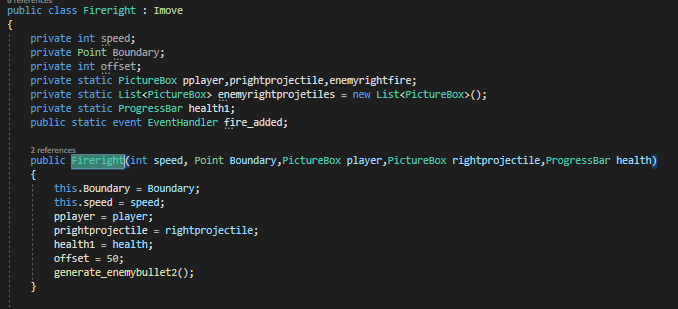 6 references
public class Fireright : Imove
{
private int speed;
private Point Boundary;
private int offset;
private static PictureBox pplayer,prightprojectile,enemyrightfire;
private static List<PictureBox> enemyrightprojetiles = new List<PictureBox>();
private static ProgressBar health1;
public static event EventHandler fire_added;
2 references
public Fireright(int speed, Point Boundary,PictureBox player,PictureBox rightprojectile,ProgressBar health)
{
this.Boundary = Boundary;
this.speed = speed;
pplayer = player;
prightprojectile = rightprojectile;
health1 = health;
offset = 50;
generate_enemybullet2();
}